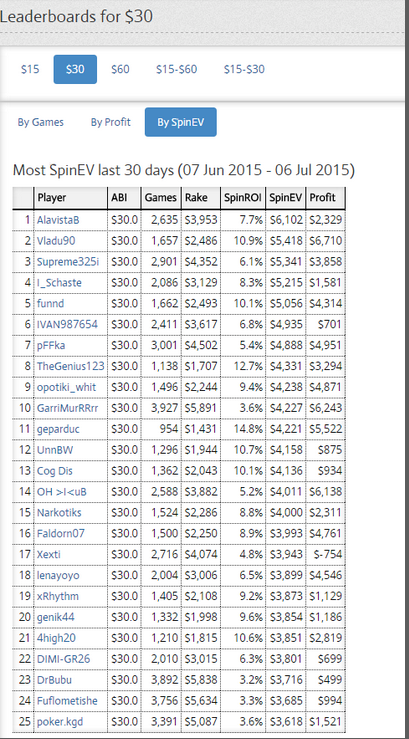 Leaderboards for $30
$15 $30 $60 $15-$60 $15-$30
By Games By Profit By SpinEV
Most SpinEV last 30 days (07 Jun 2015 - 06 Jul 2015)
Player ABI Games Rake SpinROI SpinEV Profit
1 AlavistaB $30.0 2,635 $3,953 7.7% $6,102 $2,329
2 Vladu90 $30.0 1,657 $2,486 10.9% $5,418 $6,710
3 Supreme325i $30.0 2,901 $4,352 6.1% $5,341 $3,858
4 I_Schaste $30.0 2,086 $3,129 8.3% $5,215 $1,581
5 funnd $30.0 1,662 $2,493 10.1% $5,056 $4,314
6 IVAN987654 $30.0 2,411 $3,617 6.8% $4,935 $701
7 pFFka $30.0 3,001 $4,502 5.4% $4,888 $4,951
8 TheGenius123 $30.0 1,138 $1,707 12.7% $4,331 $3,294
9 opotiki_whit $30.0 1,496 $2,244 9.4% $4,238 $4,871
10 GarriMurRRrr $30.0 3,927 $5,891 3.6% $4,227 $6,243
11 geparduc $30.0 954 $1,431 14.8% $4,221 $5,522
12 UnnBW $30.0 1,296 $1,944 10.7% $4,158 $875
13 Cog Dis $30.0 1,362 $2,043 10.1% $4,136 $934
14 OH >I<uB $30.0 2,588 $3,882 5.2% $4,011 $6,138
15 Narkotiks $30.0 1,524 $2,286 8.8% $4,000 $2,311
16 Faldorn07 $30.0 1,500 $2,250 8.9% $3,993 $4,761
17 Xexti $30.0 2,716 $4,074 4.8% $3,943 $-754
18 lenayoyo $30.0 2,004 $3,006 6.5% $3,899 $4,546
19 xRhythm $30.0 1,405 $2,108 9.2% $3,873 $1,129
20 genik44 $30.0 1,332 $1,998 9.6% $3,854 $1,186
21 4high20 $30.0 1,210 $1,815 10.6% $3,851 $2,819
22 DIMI-GR26 $30.0 2,010 $3,015 6.3% $3,801 $699
23 DrBubu $30.0 3,892 $5,838 3.2% $3,716 $499
24 Fuflometishe $30.0 3,756 $5,634 3.3% $3,685 $994
25 poker.kgd $30.0 3,391 $5,087 3.6% $3,618 $1,521